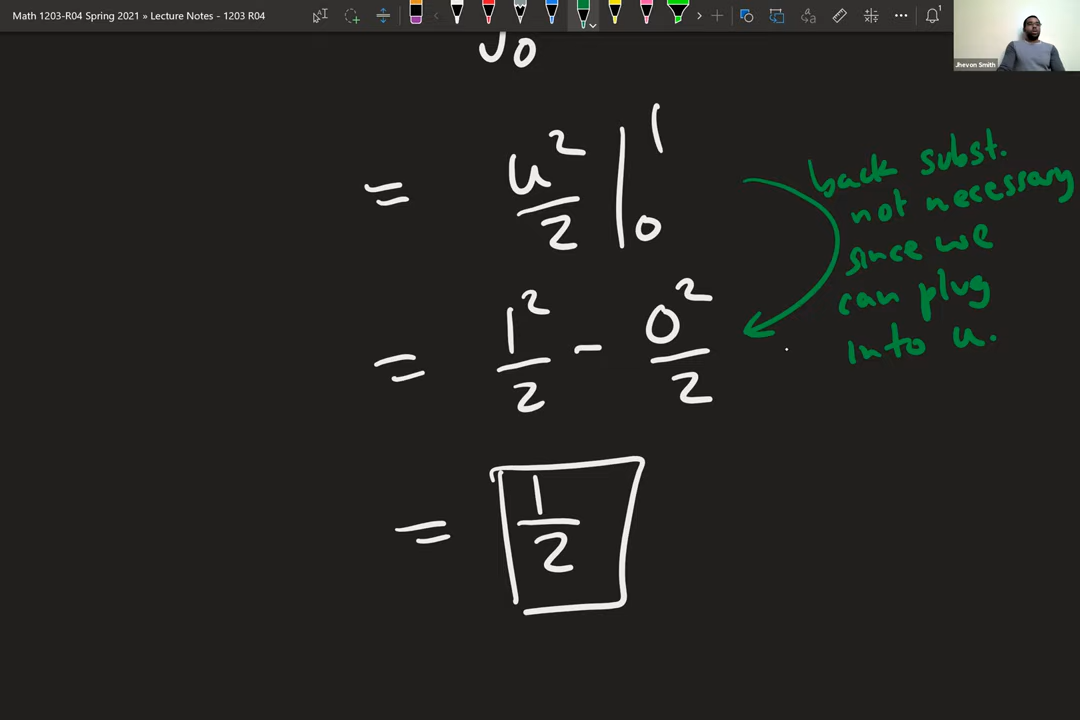 Math 1203-R04 Spring 2021 » Lecture Notes - 1203 R04
Jhevon Smith
∫0
= u²/2 |₀¹
= 1²/2 - 0²/2
= 1/2
back subst.
not necessary
since we
can plug
into u.